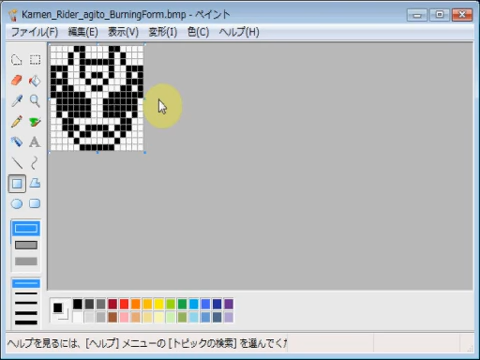 Kamen_Rider_agito_BurningForm.bmp - ペイント
ファイル(F) 編集(E) 表示(V) 変形(I) 色(C) ヘルプ(H)
A
ヘルプを見るには、[ヘルプ] メニューの [トピックの検索] を選んでくだ